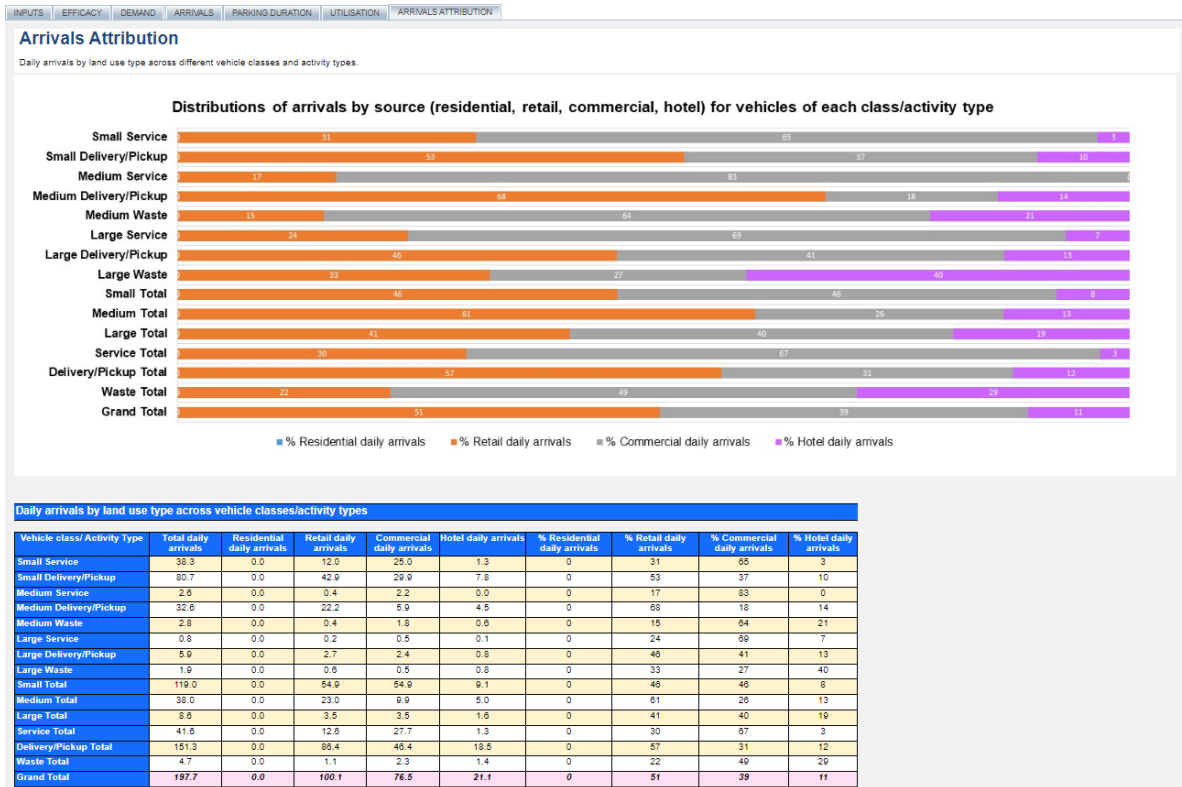 INPUTS EFFICACY DEMAND ARRIVALS PARKING DURATION UTILISATION ARRIVALS ATTRIBUTION
Arrivals Attribution
Daily arrivals by land use type across different vehicle classes and activity types.
Distributions of arrivals by source (residential, retail, commercial, hotel) for vehicles of each class/activity type
Small Service 0 31 65 3
Small Delivery/Pickup 0 53 37 10
Medium Service 0 17 83 0
Medium Delivery/Pickup 0 68 18 14
Medium Waste 0 15 64 21
Large Service 0 24 69 7
Large Delivery/Pickup 0 46 41 13
Large Waste 0 33 27 40
Small Total 0 46 46 8
Medium Total 0 61 26 13
Large Total 0 41 40 19
Service Total 0 30 67 3
Delivery/Pickup Total 0 57 31 12
Waste Total 0 22 49 29
Grand Total 0 51 39 11
% Residential daily arrivals % Retail daily arrivals % Commercial daily arrivals % Hotel daily arrivals
Daily arrivals by land use type across vehicle classes/activity types
Vehicle class/ Activity Type Total daily arrivals Residential daily arrivals Retail daily arrivals Commercial daily arrivals Hotel daily arrivals % Residential daily arrivals % Retail daily arrivals % Commercial daily arrivals % Hotel daily arrivals
Small Service 38.3 0.0 12.0 25.0 1.3 0 31 65 3
Small Delivery/Pickup 80.7 0.0 42.9 29.9 7.8 0 53 37 10
Medium Service 2.6 0.0 0.4 2.2 0.0 0 17 83 0
Medium Delivery/Pickup 32.6 0.0 22.2 5.9 4.5 0 68 18 14
Medium Waste 2.8 0.0 0.4 1.8 0.6 0 15 64 21
Large Service 0.8 0.0 0.2 0.5 0.1 0 24 69 7
Large Delivery/Pickup 5.9 0.0 2.7 2.4 0.8 0 46 41 13
Large Waste 1.9 0.0 0.6 0.5 0.8 0 33 27 40
Small Total 119.0 0.0 54.9 54.9 9.1 0 46 46 8
Medium Total 38.0 0.0 23.0 9.9 5.0 0 61 26 13
Large Total 8.6 0.0 3.5 3.5 1.6 0 41 40 19
Service Total 41.6 0.0 12.6 27.7 1.3 0 30 67 3
Delivery/Pickup Total 151.3 0.0 86.4 46.4 18.5 0 57 31 12
Waste Total 4.7 0.0 1.1 2.3 1.4 0 22 49 29
Grand Total 197.7 0.0 100.1 76.5 21.1 0 51 39 11